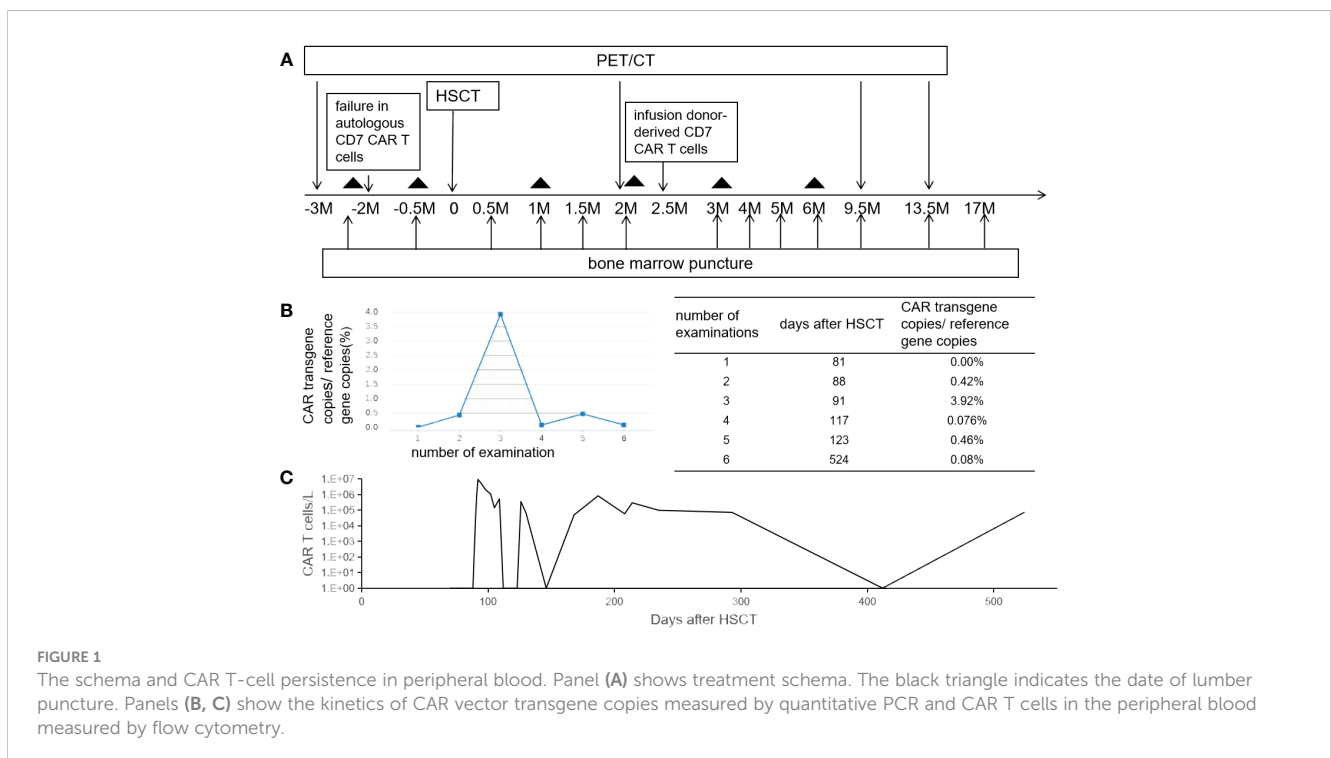 A
PET/CT
failure in
autologous
CD7 CAR T
cells
HSCT
infusion donor-
derived CD7
CAR T cells
-3M -2M -0.5M 0 0.5M 1M 1.5M 2M 2.5M 3M 4M 5M 6M 9.5M 13.5M 17M
bone marrow puncture
B
CAR transgene
copies/ reference
gene copies(%)
4.0
3.5
3.0
2.5
2.0
1.5
1.0
0.5
0.0
1 2 3 4 5 6
number of examination
number of
examinations
days after HSCT
CAR transgene
copies/ reference
gene copies
1 81 0.00%
2 88 0.42%
3 91 3.92%
4 117 0.076%
5 123 0.46%
6 524 0.08%
C
CAR T cells/L
1.E+07
1.E+06
1.E+05
1.E+04
1.E+03
1.E+02
1.E+01
1.E+00
0 100 200 300 400 500
Days after HSCT
FIGURE 1
The schema and CAR T-cell persistence in peripheral blood. Panel (A) shows treatment schema. The black triangle indicates the date of lumber
puncture. Panels (B, C) show the kinetics of CAR vector transgene copies measured by quantitative PCR and CAR T cells in the peripheral blood
measured by flow cytometry.